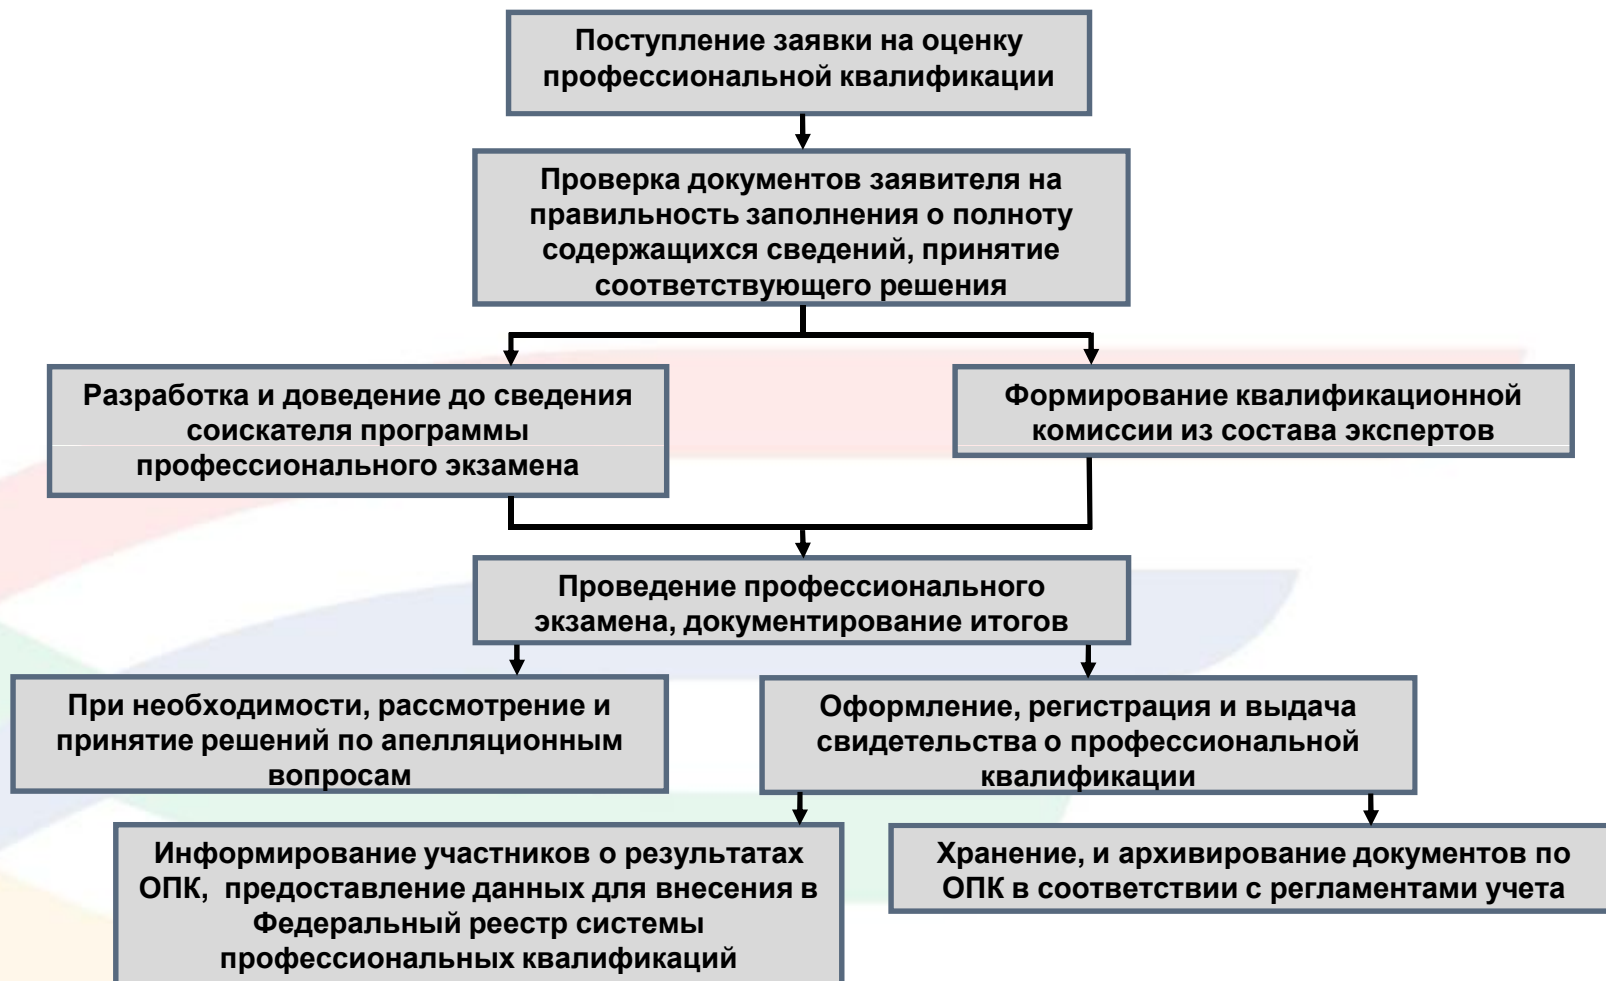 Поступление заявки на оценку
профессиональной квалификации
Проверка документов заявителя на
правильность заполнения о полноту
содержащихся сведений, принятие
соответствующего решения
Разработка и доведение до сведения
соискателя программы
профессионального экзамена
Формирование квалификационной
комиссии из состава экспертов
Проведение профессионального
экзамена, документирование итогов
При необходимости, рассмотрение и
принятие решений по апелляционным
вопросам
Оформление, регистрация и выдача
свидетельства о профессиональной
квалификации
Информирование участников о результатах
ОПК, предоставление данных для внесения в
Федеральный реестр системы
профессиональных квалификаций
Хранение, и архивирование документов по
ОПК в соответствии с регламентами учета